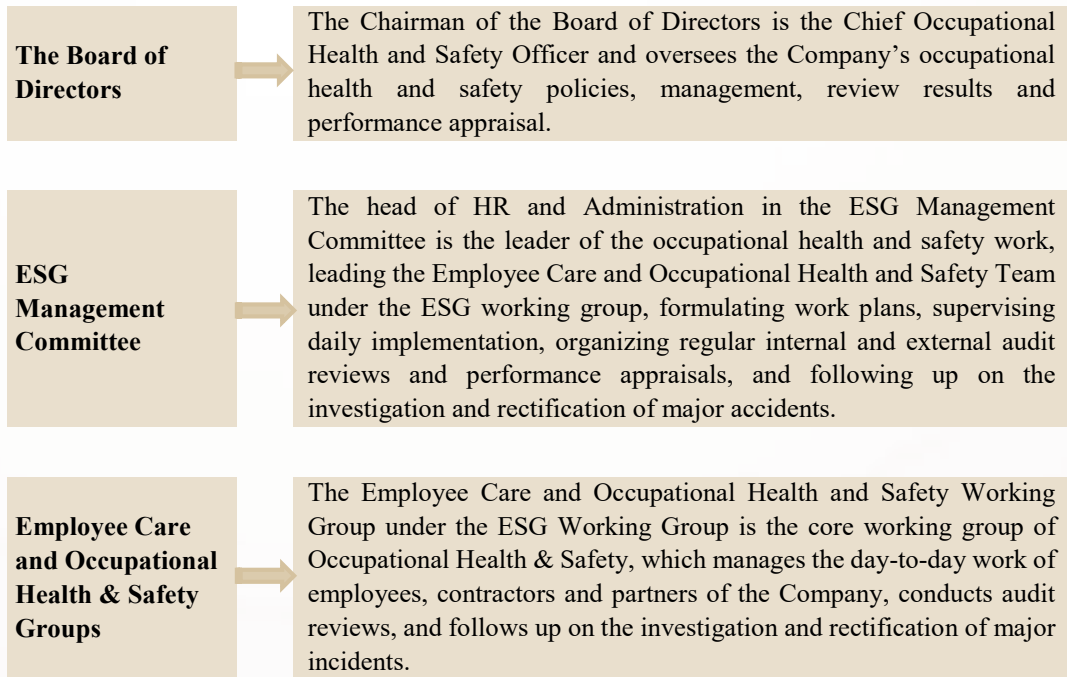 The Board of
Directors
The Chairman of the Board of Directors is the Chief Occupational
Health and Safety Officer and oversees the Company’s occupational
health and safety policies, management, review results and
performance appraisal.
ESG
Management
Committee
The head of HR and Administration in the ESG Management
Committee is the leader of the occupational health and safety work,
leading the Employee Care and Occupational Health and Safety Team
under the ESG working group, formulating work plans, supervising
daily implementation, organizing regular internal and external audit
reviews and performance appraisals, and following up on the
investigation and rectification of major accidents.
Employee Care
and Occupational
Health & Safety
Groups
The Employee Care and Occupational Health and Safety Working
Group under the ESG Working Group is the core working group of
Occupational Health & Safety, which manages the day-to-day work of
employees, contractors and partners of the Company, conducts audit
reviews, and follows up on the investigation and rectification of major
incidents.